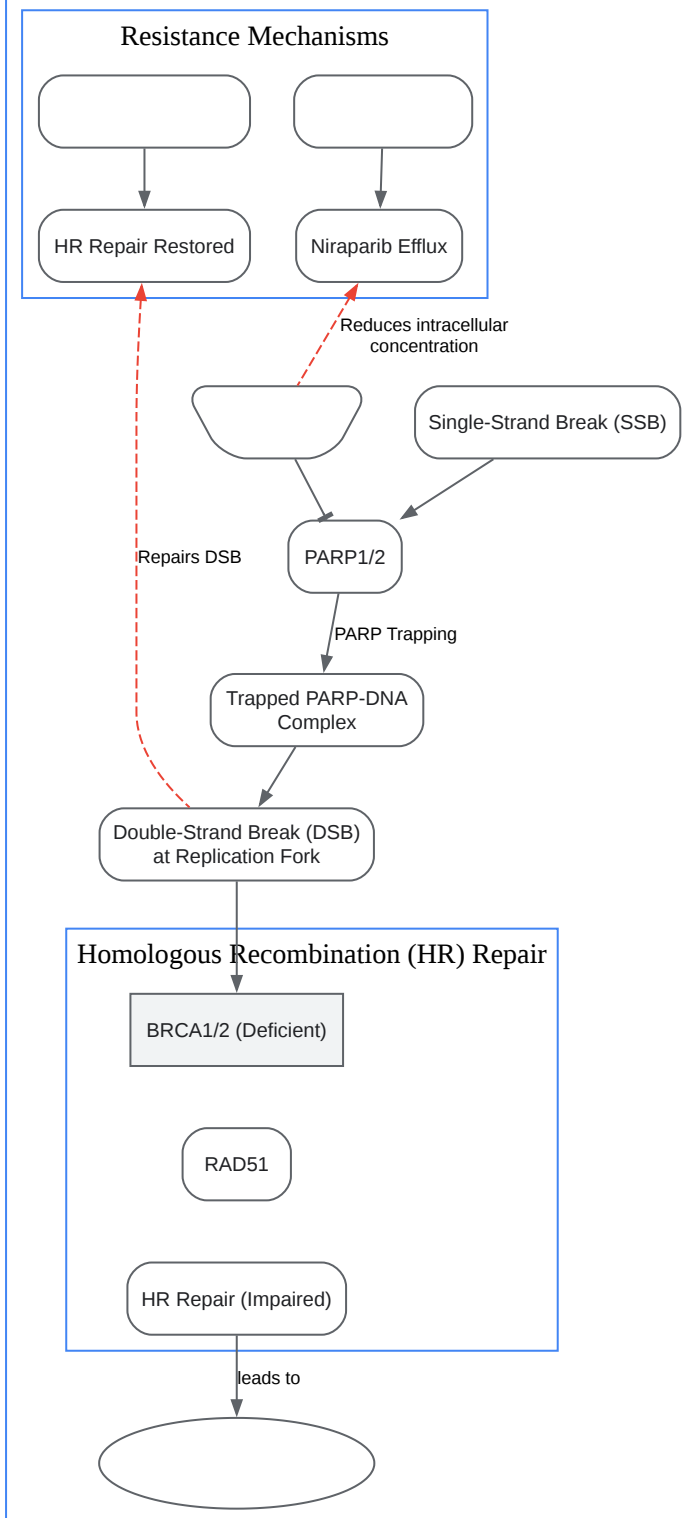 Resistance Mechanisms
HR Repair Restored
Niraparib Efflux
Reduces intracellular
concentration
Single-Strand Break (SSB)
Repairs DSB
PARP1/2
PARP Trapping
Trapped PARP-DNA
Complex
Double-Strand Break (DSB)
at Replication Fork
Homologous Recombination (HR) Repair
BRCA1/2 (Deficient)
RAD51
HR Repair (Impaired)
leads to